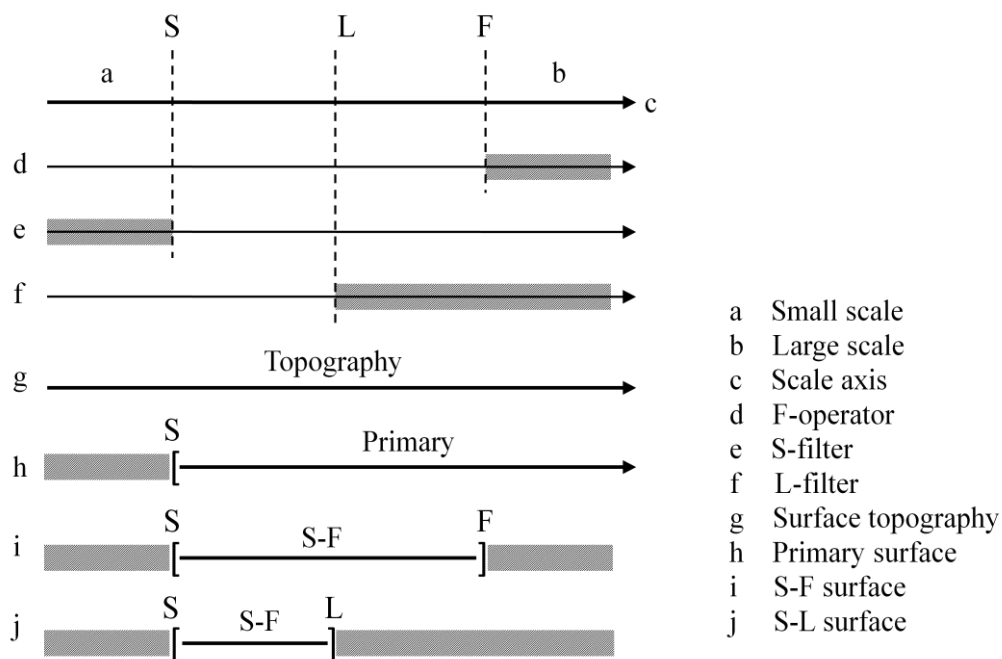 S L F
a b
c
d
e
f
Topography
g
S
Primary
h
S F
S-F
i
S L
S-F
j
a Small scale
b Large scale
c Scale axis
d F-operator
e S-filter
f L-filter
g Surface topography
h Primary surface
i S-F surface
j S-L surface